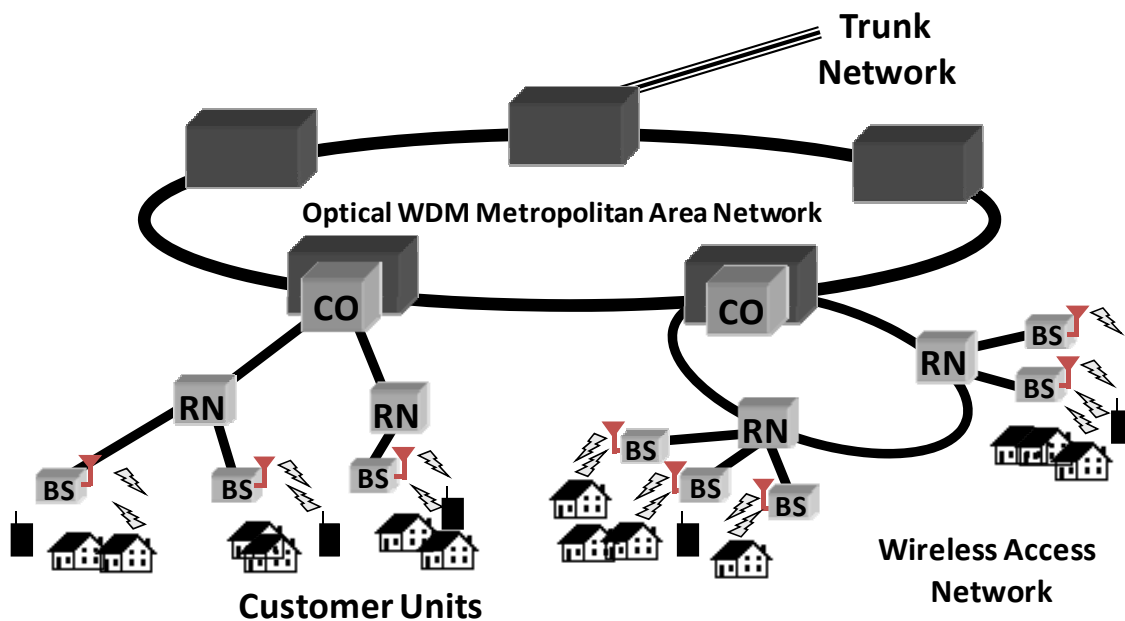 Trunk
Network
Optical WDM Metropolitan Area Network
CO
CO
BS
RN
BS
RN
RN
RN
BS
BS
BS
BS
BS
BS
Wireless Access
Network
Customer Units